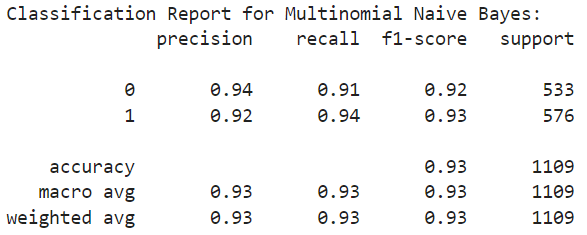 Classification Report for Multinomial Naive Bayes:
precision recall f1-score support
0 0.94 0.91 0.92 533
1 0.92 0.94 0.93 576
accuracy 0.93 1109
macro avg 0.93 0.93 0.93 1109
weighted avg 0.93 0.93 0.93 1109